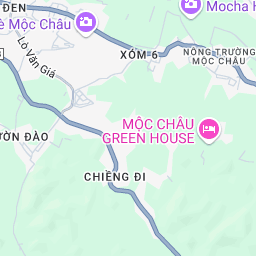 ĐEN
Mộc Châu
Mocha
Lò Văn Giá
XÓM 6
NÔNG TRƯỜNG
MỘC CHÂU
MỘC CHÂU
GREEN HOUSE
ĐÀO
CHIỀNG ĐI